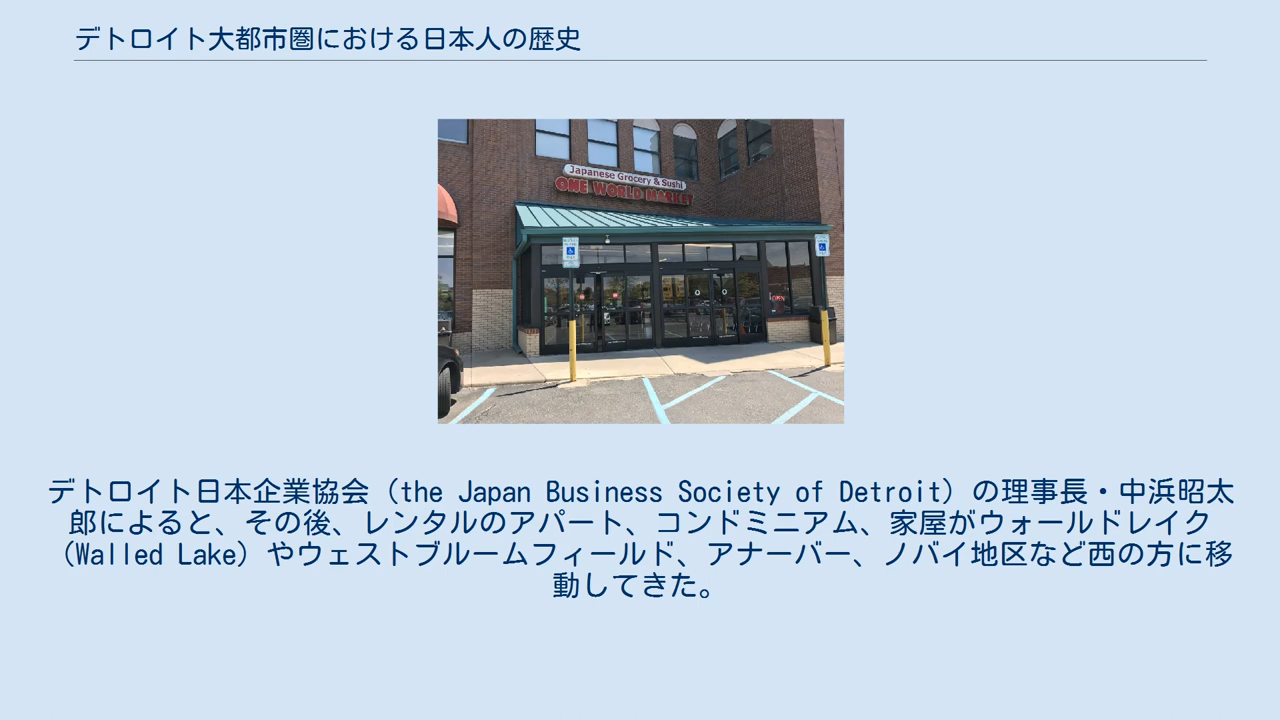 デトロイト大都市圏における日本人の歴史
Japanese Grocery & Sushi
ONE WORLD MARKET
デトロイト日本企業協会（the Japan Business Society of Detroit）の理事長・中浜昭太
郎によると、その後、レンタルのアパート、コンドミニアム、家屋がウォールドレイク
（Walled Lake）やウェストブルームフィールド、アナーバー、ノバイ地区など西の方に移
動してきた。